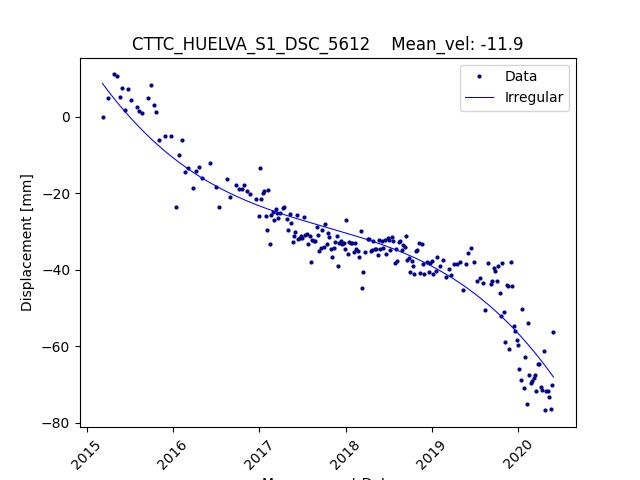 CTTC_HUELVA_S1_DSC_5612    Mean_vel: -11.9
Data
Irregular
Displacement [mm]
0
−20
−40
−60
−80
2015
2016
2017
2018
2019
2020